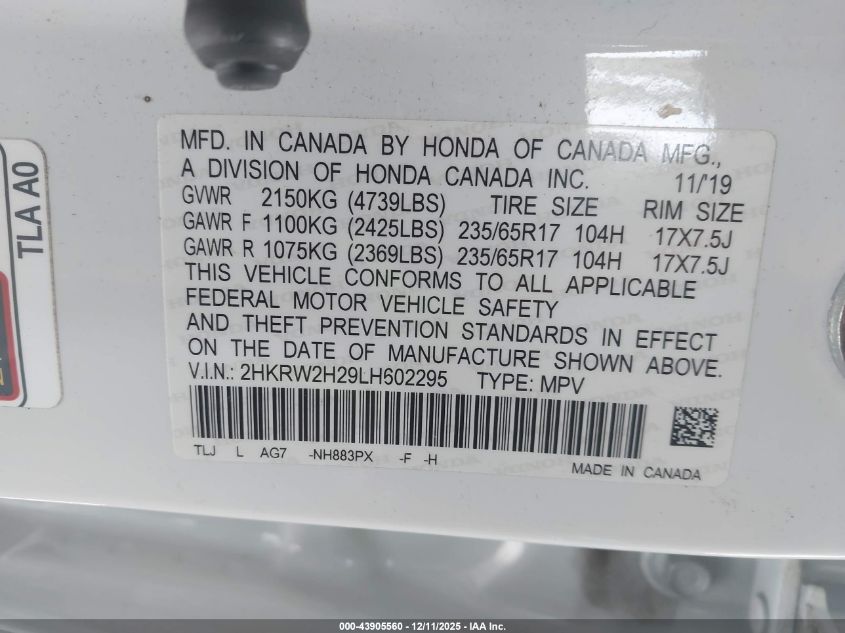 MFD. IN CANADA BY HONDA OF CANADA MFG.,
A DIVISION OF HONDA CANADA INC. 11/'19
GVWR 2150KG (4739LBS) TIRE SIZE RIM SIZE
GAWR F 1100KG (2425LBS) 235/65R17 104H 17X7.5J
GAWR R 1075KG (2369LBS) 235/65R17 104H 17X7.5J
THIS VEHICLE CONFORMS TO ALL APPLICABLE
FEDERAL MOTOR VEHICLE SAFETY
AND THEFT PREVENTION STANDARDS IN EFFECT
ON THE DATE OF MANUFACTURE SHOWN ABOVE.
V.I.N.: 2HKRW2H29LH602295 TYPE: MPV
TLJ L AG7 -NH883PX -F -H
MADE IN CANADA
TLA A0
000-43905560 - 12/11/2025 - IAA Inc.